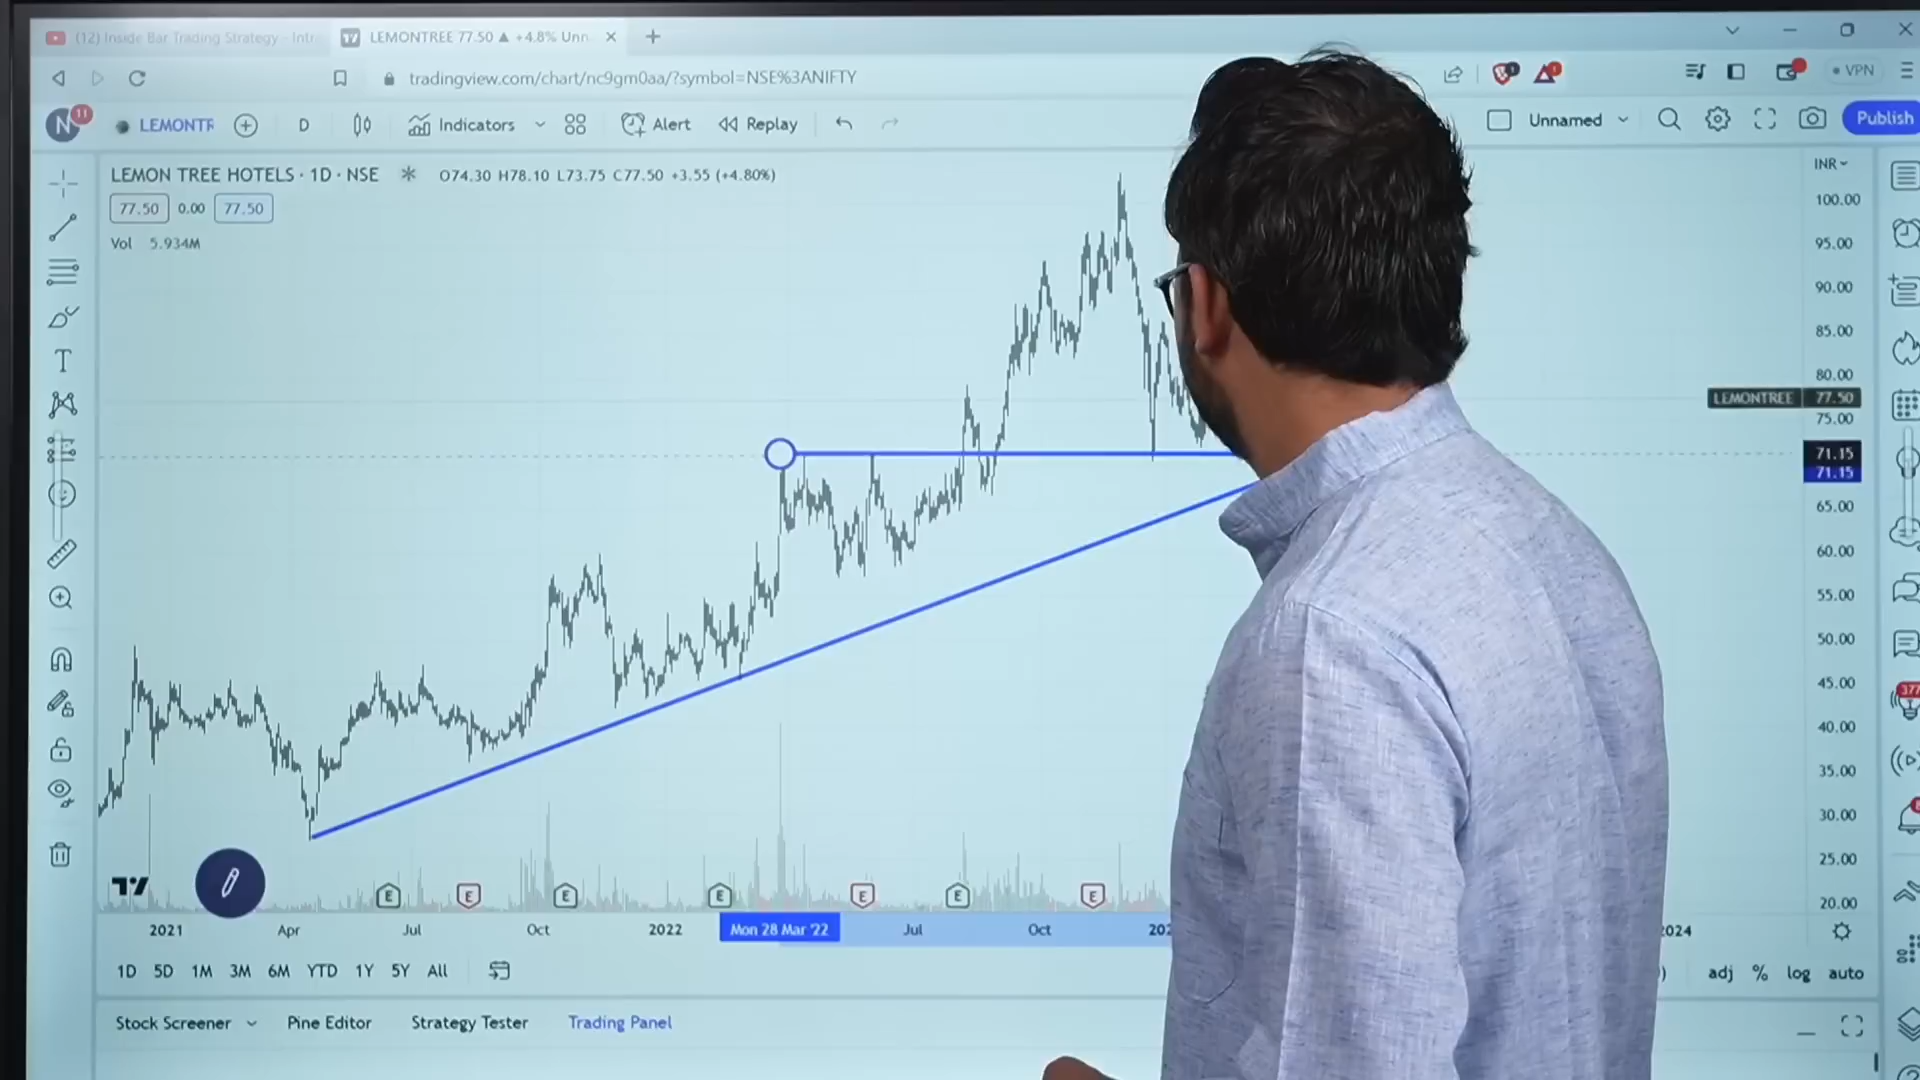 (12) Inside Bar Trading Strategy - Intr
LEMONTREE 77.50 ▲ +4.8% Unn
tradingview.com/chart/nc9gm0aa/?symbol=NSE%3ANIFTY
VPN
N 11
LEMONTR
D
Indicators
Alert
Replay
Unnamed
Publish
LEMON TREE HOTELS · 1D · NSE
O74.30 H78.10 L73.75 C77.50 +3.55 (+4.80%)
77.50 0.00 77.50
Vol 5.934M
INR
100.00
95.00
90.00
85.00
80.00
LEMONTREE 77.50
75.00
71.15
71.15
65.00
60.00
55.00
50.00
45.00
40.00
35.00
30.00
25.00
20.00
377
E E E E E E E
2021 Apr Jul Oct 2022 Mon 28 Mar '22 Jul Oct 202 2024
1D 5D 1M 3M 6M YTD 1Y 5Y All
adj % log auto
Stock Screener Pine Editor Strategy Tester Trading Panel